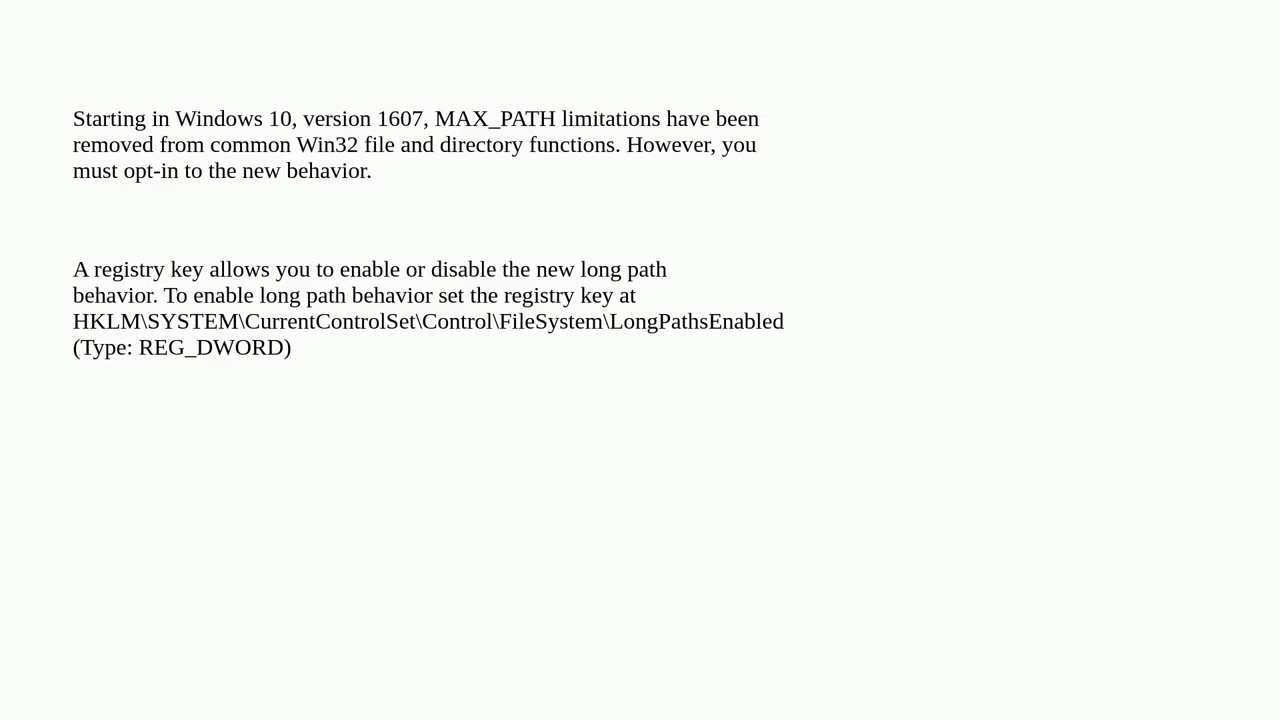 Starting in Windows 10, version 1607, MAX_PATH limitations have been
removed from common Win32 file and directory functions. However, you
must opt-in to the new behavior.
A registry key allows you to enable or disable the new long path
behavior. To enable long path behavior set the registry key at
HKLM\SYSTEM\CurrentControlSet\Control\FileSystem\LongPathsEnabled
(Type: REG_DWORD)